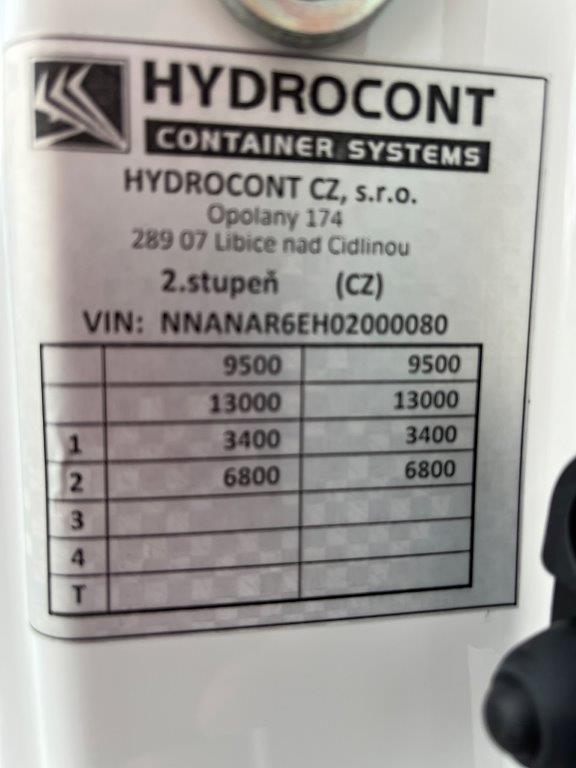 HYDROCONT
CONTAINER SYSTEMS
HYDROCONT CZ, s.r.o.
Opolany 174
289 07 Libice nad Cidlinou
2.stupeň (CZ)
VIN: NNANAR6EH02000080
9500 9500
13000 13000
1 3400 3400
2 6800 6800
3
4
T